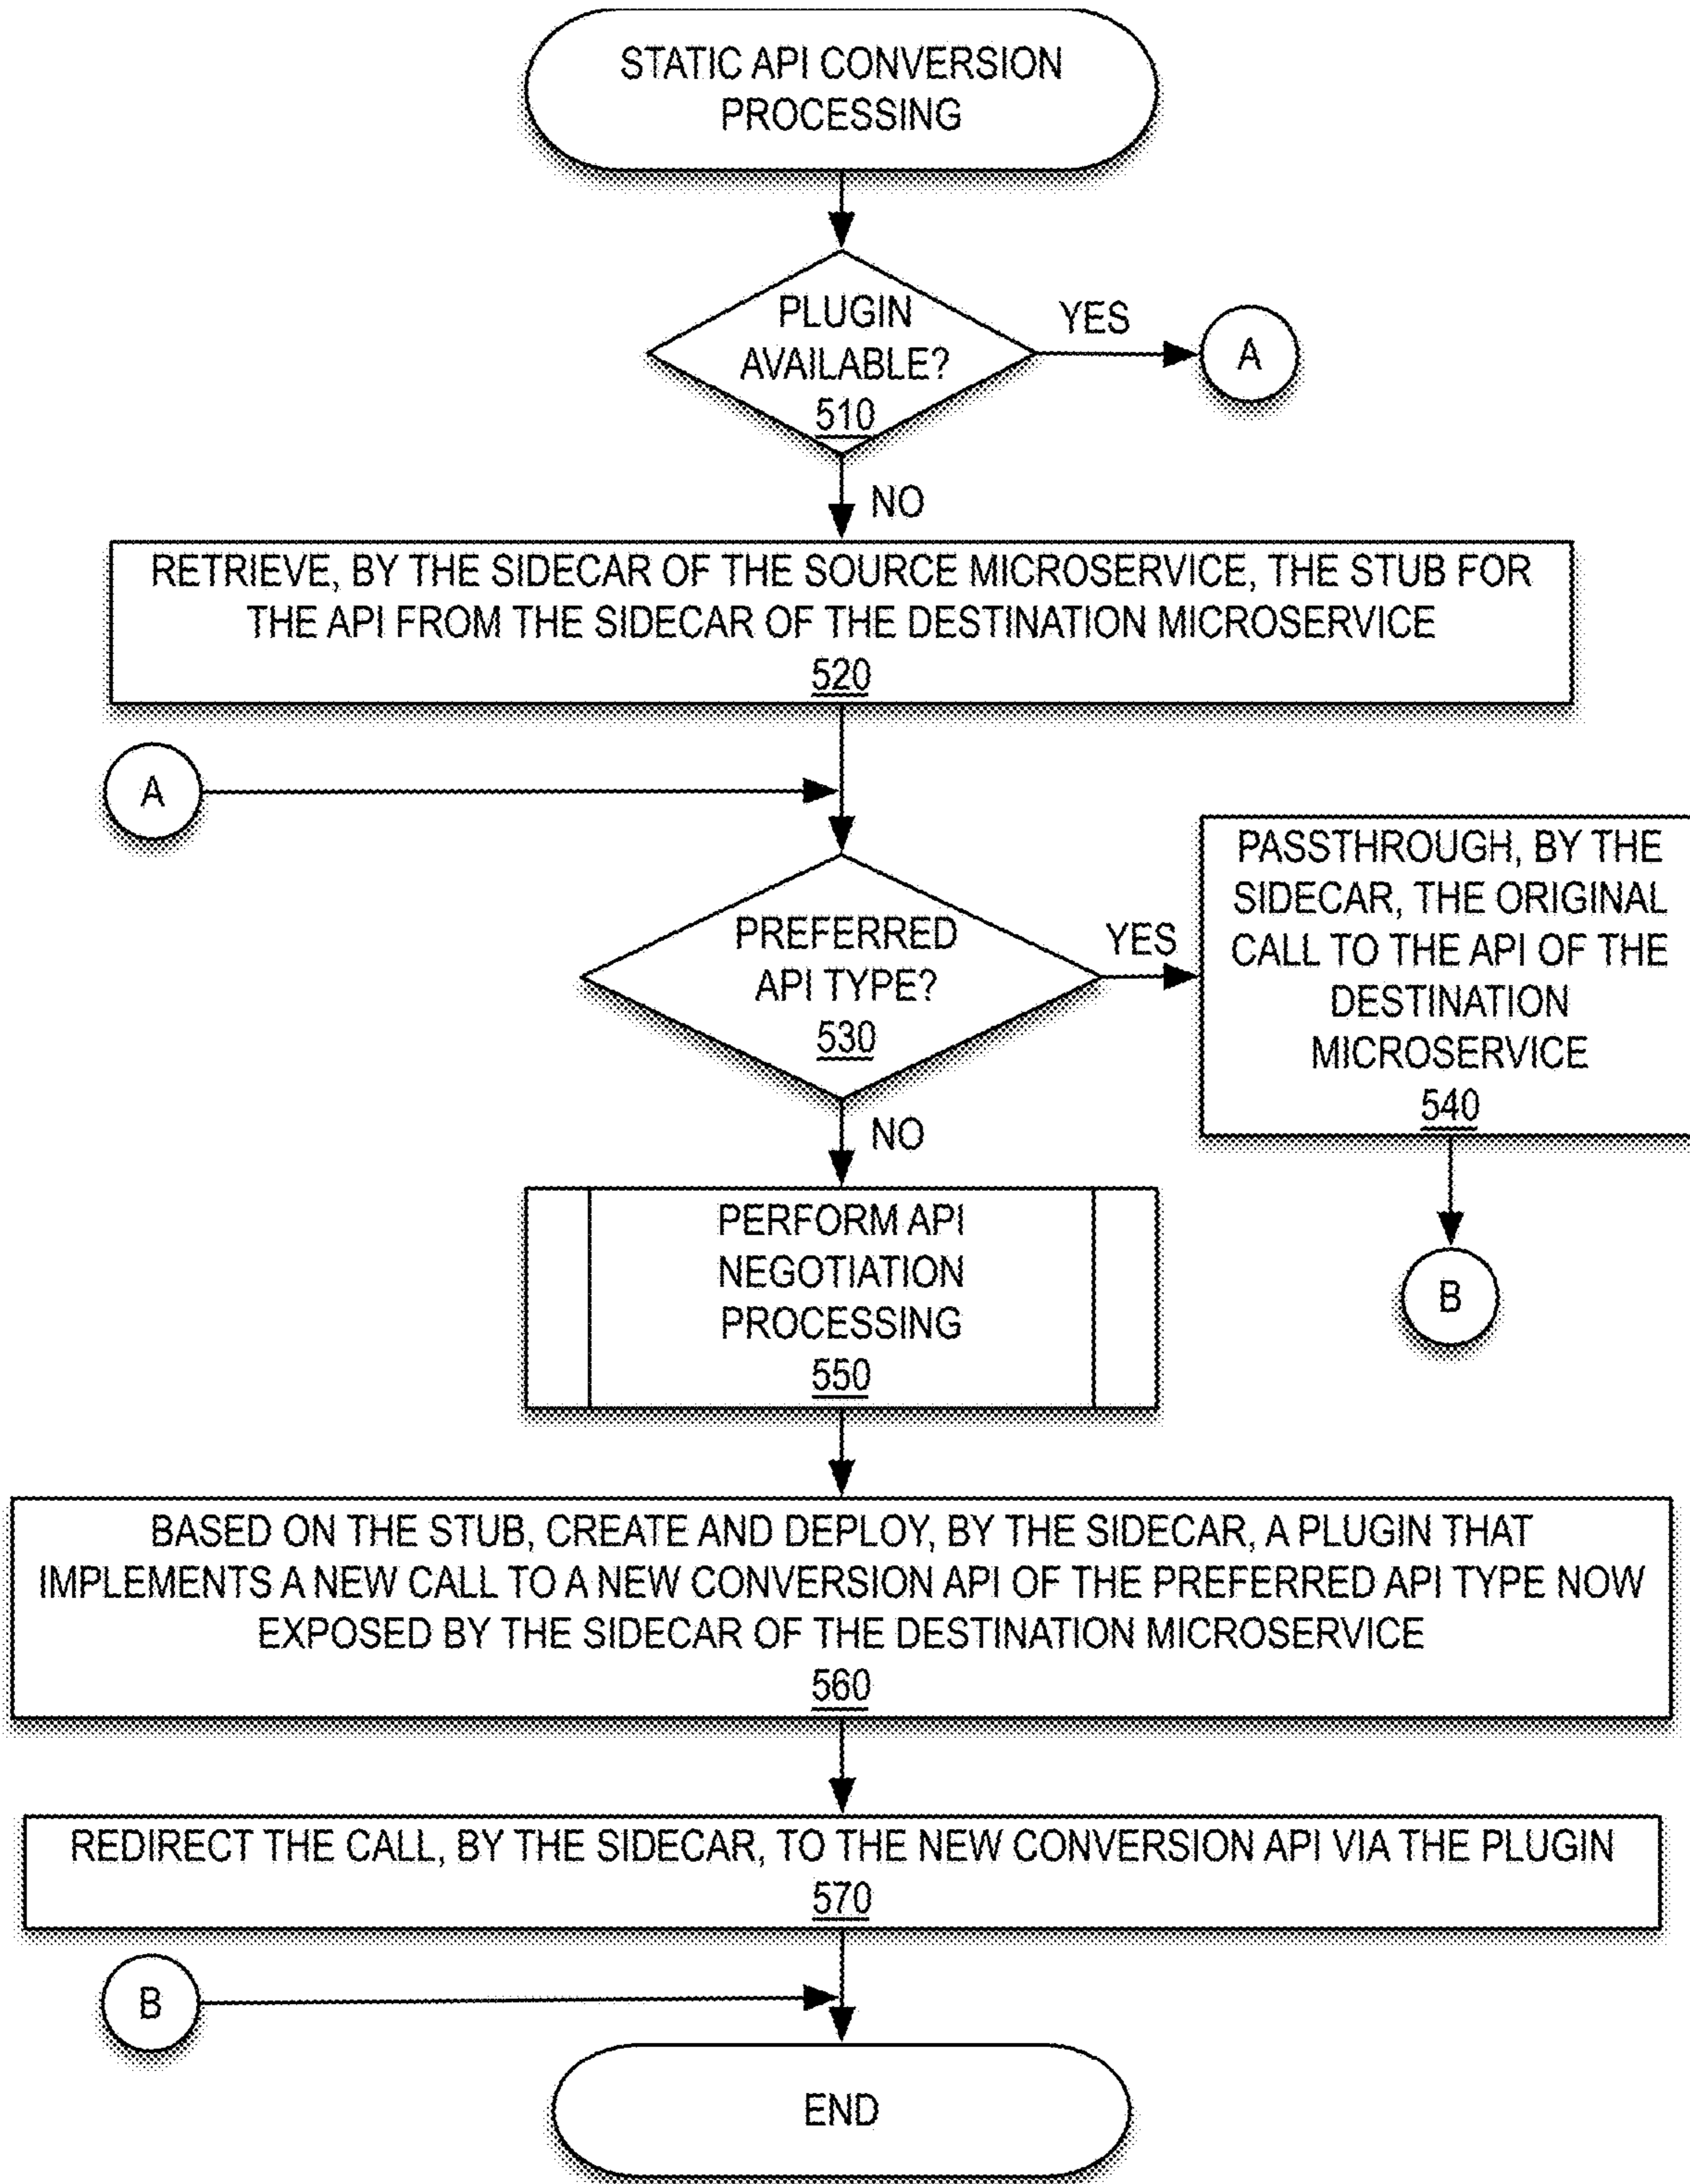 STATIC API CONVERSION
PROCESSING
PLUGIN
AVAILABLE?
510
YES
A
NO
RETRIEVE, BY THE SIDECAR OF THE SOURCE MICROSERVICE, THE STUB FOR
THE API FROM THE SIDECAR OF THE DESTINATION MICROSERVICE
520
A
PREFERRED
API TYPE?
530
YES
PASSTHROUGH, BY THE
SIDECAR, THE ORIGINAL
CALL TO THE API OF THE
DESTINATION
MICROSERVICE
540
B
NO
PERFORM API
NEGOTIATION
PROCESSING
550
BASED ON THE STUB, CREATE AND DEPLOY, BY THE SIDECAR, A PLUGIN THAT
IMPLEMENTS A NEW CALL TO A NEW CONVERSION API OF THE PREFERRED API TYPE NOW
EXPOSED BY THE SIDECAR OF THE DESTINATION MICROSERVICE
560
REDIRECT THE CALL, BY THE SIDECAR, TO THE NEW CONVERSION API VIA THE PLUGIN
570
B
END